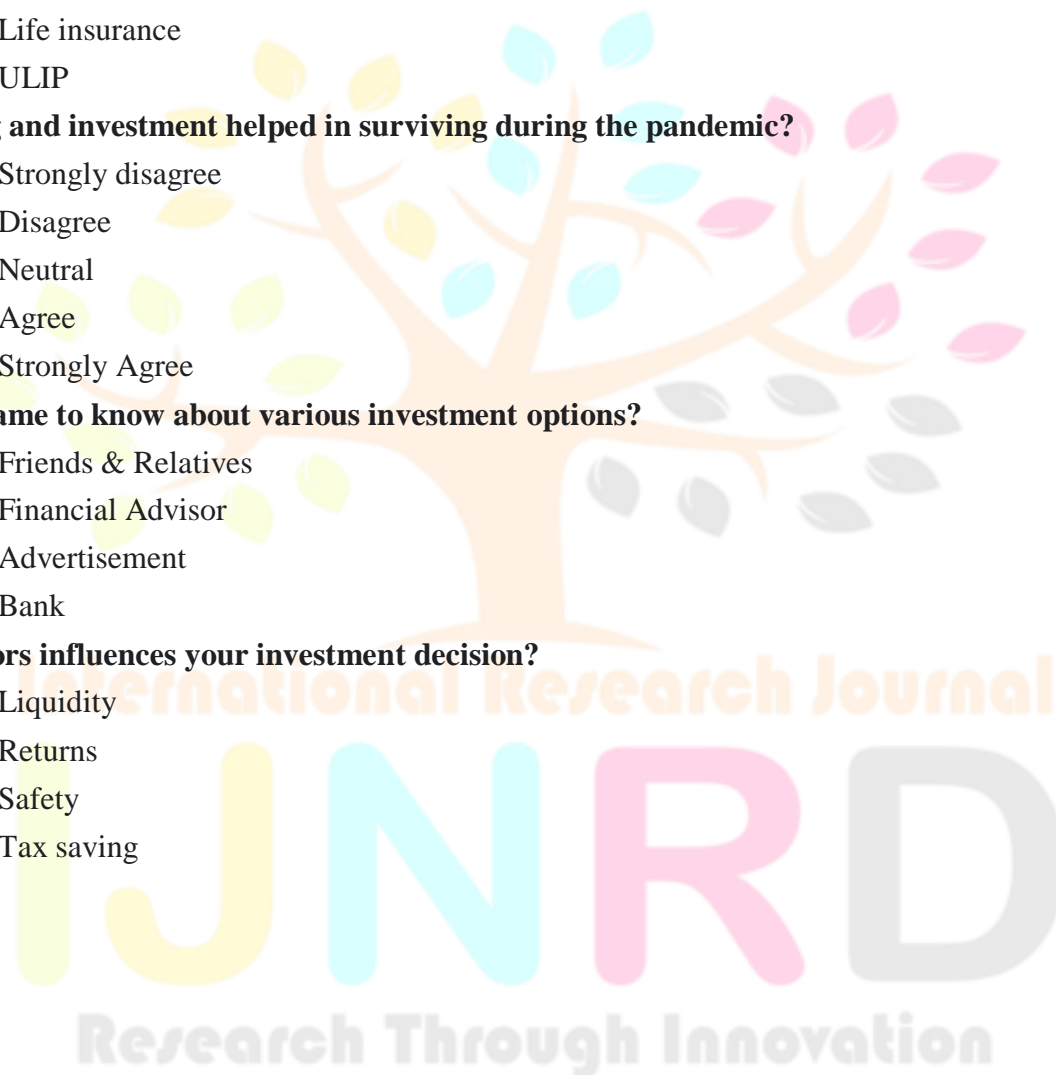 Life insurance
ULIP
and investment helped in surviving during the pandemic?
Strongly disagree
Disagree
Neutral
Agree
Strongly Agree
to know about various investment options?
Friends & Relatives
Financial Advisor
Advertisement
Bank
influences your investment decision?
Liquidity
International Research Journal
Returns
Safety
Tax saving
IJNRD
Research Through Innovation